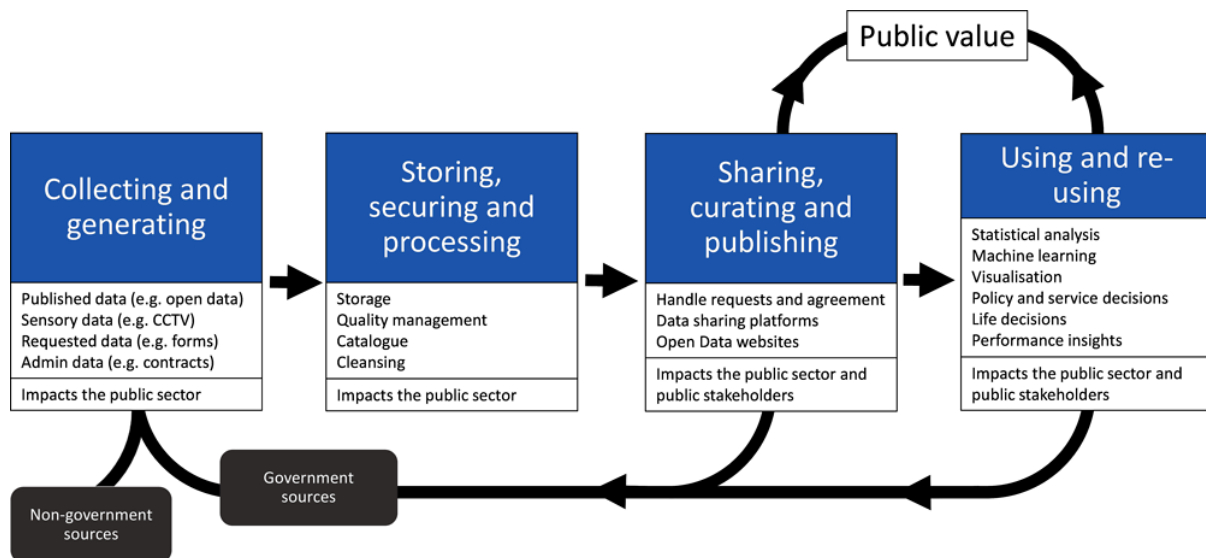 Public value
Collecting and
generating
Published data (e.g. open data)
Sensory data (e.g. CCTV)
Requested data (e.g. forms)
Admin data (e.g. contracts)
Impacts the public sector
Storing,
securing and
processing
Storage
Quality management
Catalogue
Cleansing
Impacts the public sector
Sharing,
curating and
publishing
Handle requests and agreement
Data sharing platforms
Open Data websites
Impacts the public sector and
public stakeholders
Using and re-
using
Statistical analysis
Machine learning
Visualisation
Policy and service decisions
Life decisions
Performance insights
Impacts the public sector and
public stakeholders
Government
sources
Non-government
sources